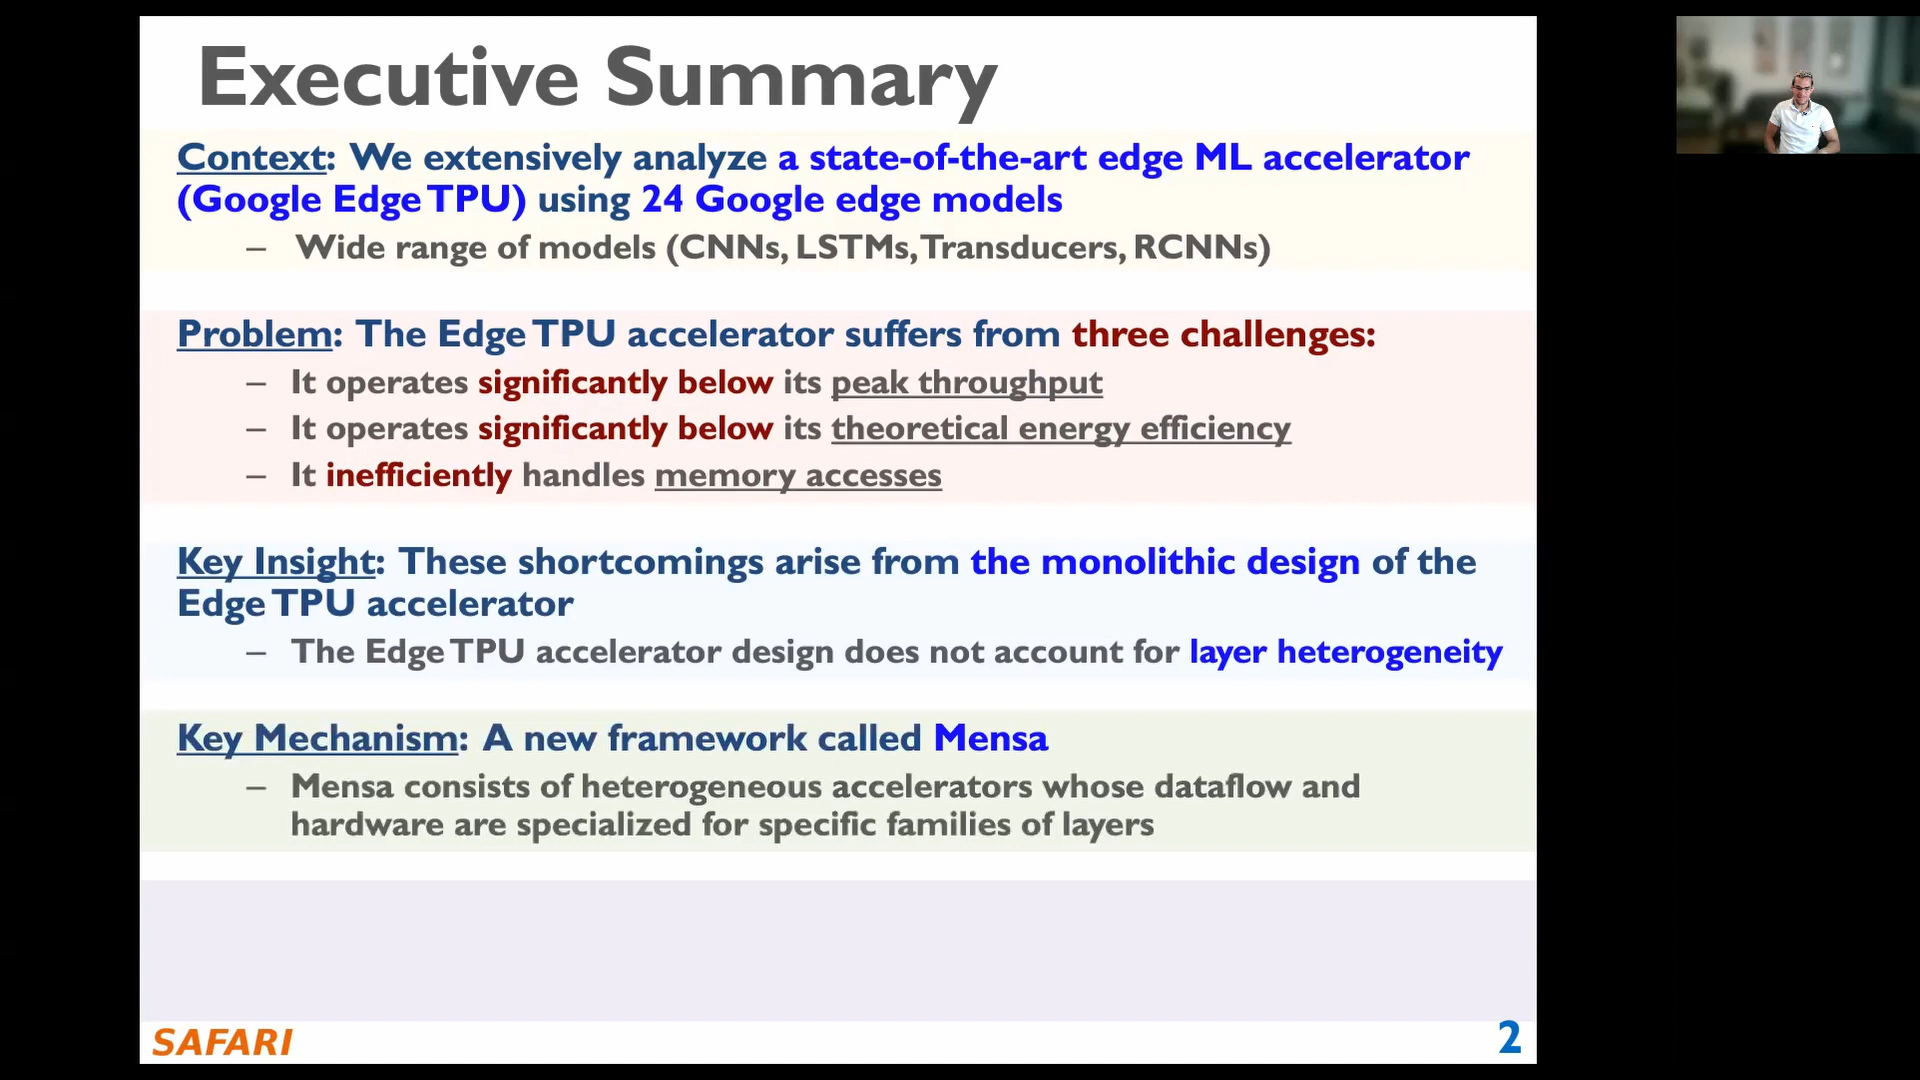 Executive Summary
Context: We extensively analyze a state-of-the-art edge ML accelerator
(Google Edge TPU) using 24 Google edge models
– Wide range of models (CNNs, LSTMs, Transducers, RCNNs)
Problem: The Edge TPU accelerator suffers from three challenges:
– It operates significantly below its peak throughput
– It operates significantly below its theoretical energy efficiency
– It inefficiently handles memory accesses
Key Insight: These shortcomings arise from the monolithic design of the
Edge TPU accelerator
– The Edge TPU accelerator design does not account for layer heterogeneity
Key Mechanism: A new framework called Mensa
– Mensa consists of heterogeneous accelerators whose dataflow and
hardware are specialized for specific families of layers
SAFARI
2